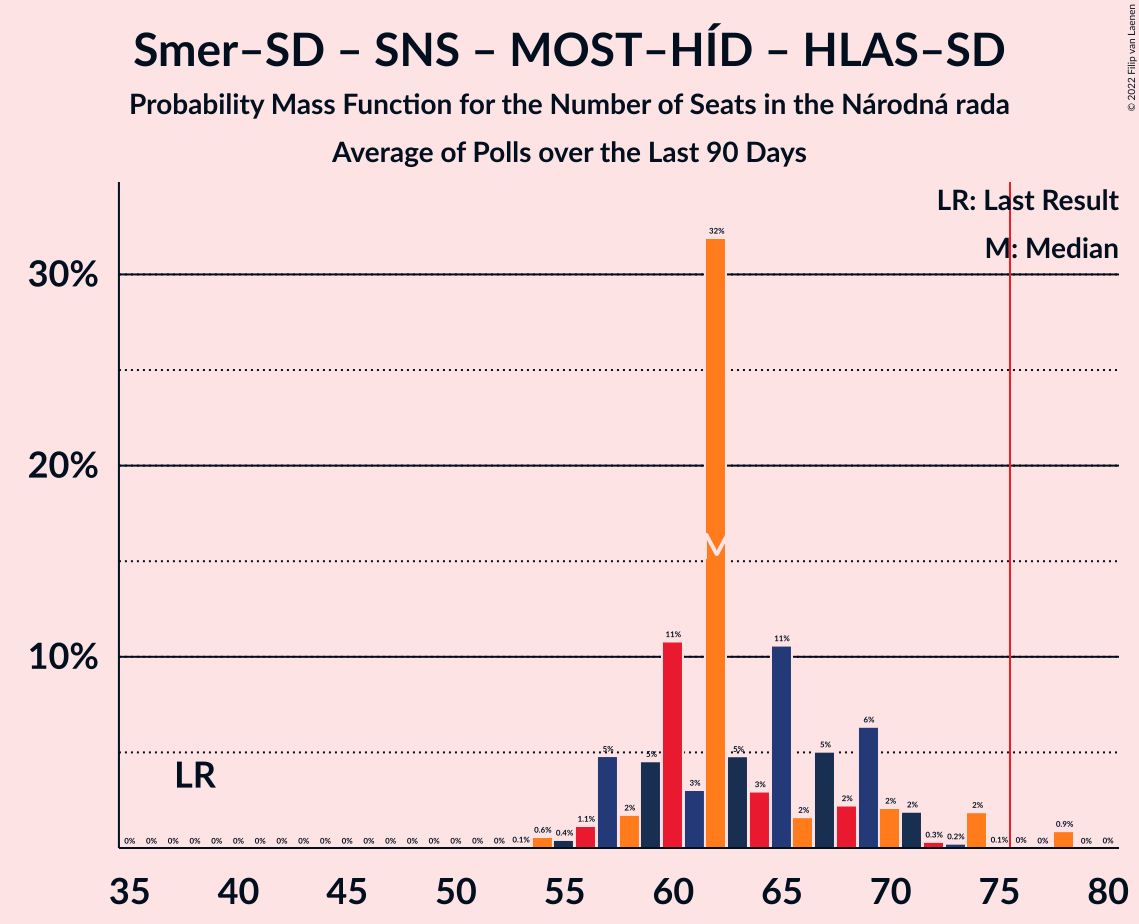 Smer–SD – SNS – MOST–HÍD – HLAS–SD
Probability Mass Function for the Number of Seats in the Národná rada
Average of Polls over the Last 90 Days
© 2022 Filip van Laenen
LR: Last Result
M: Median
30%
20%
10%
32%
M
LR
0% 0% 0% 0% 0% 0% 0% 0% 0% 0% 0% 0% 0% 0% 0% 0% 0% 0% 0.1% 0.6% 0.4% 1.1% 5% 2% 5% 11% 3% 5% 3% 11% 2% 5% 2% 6% 2% 2% 0.3% 0.2% 2% 0.1% 0% 0% 0.9% 0% 0%
35 40 45 50 55 60 65 70 75 80